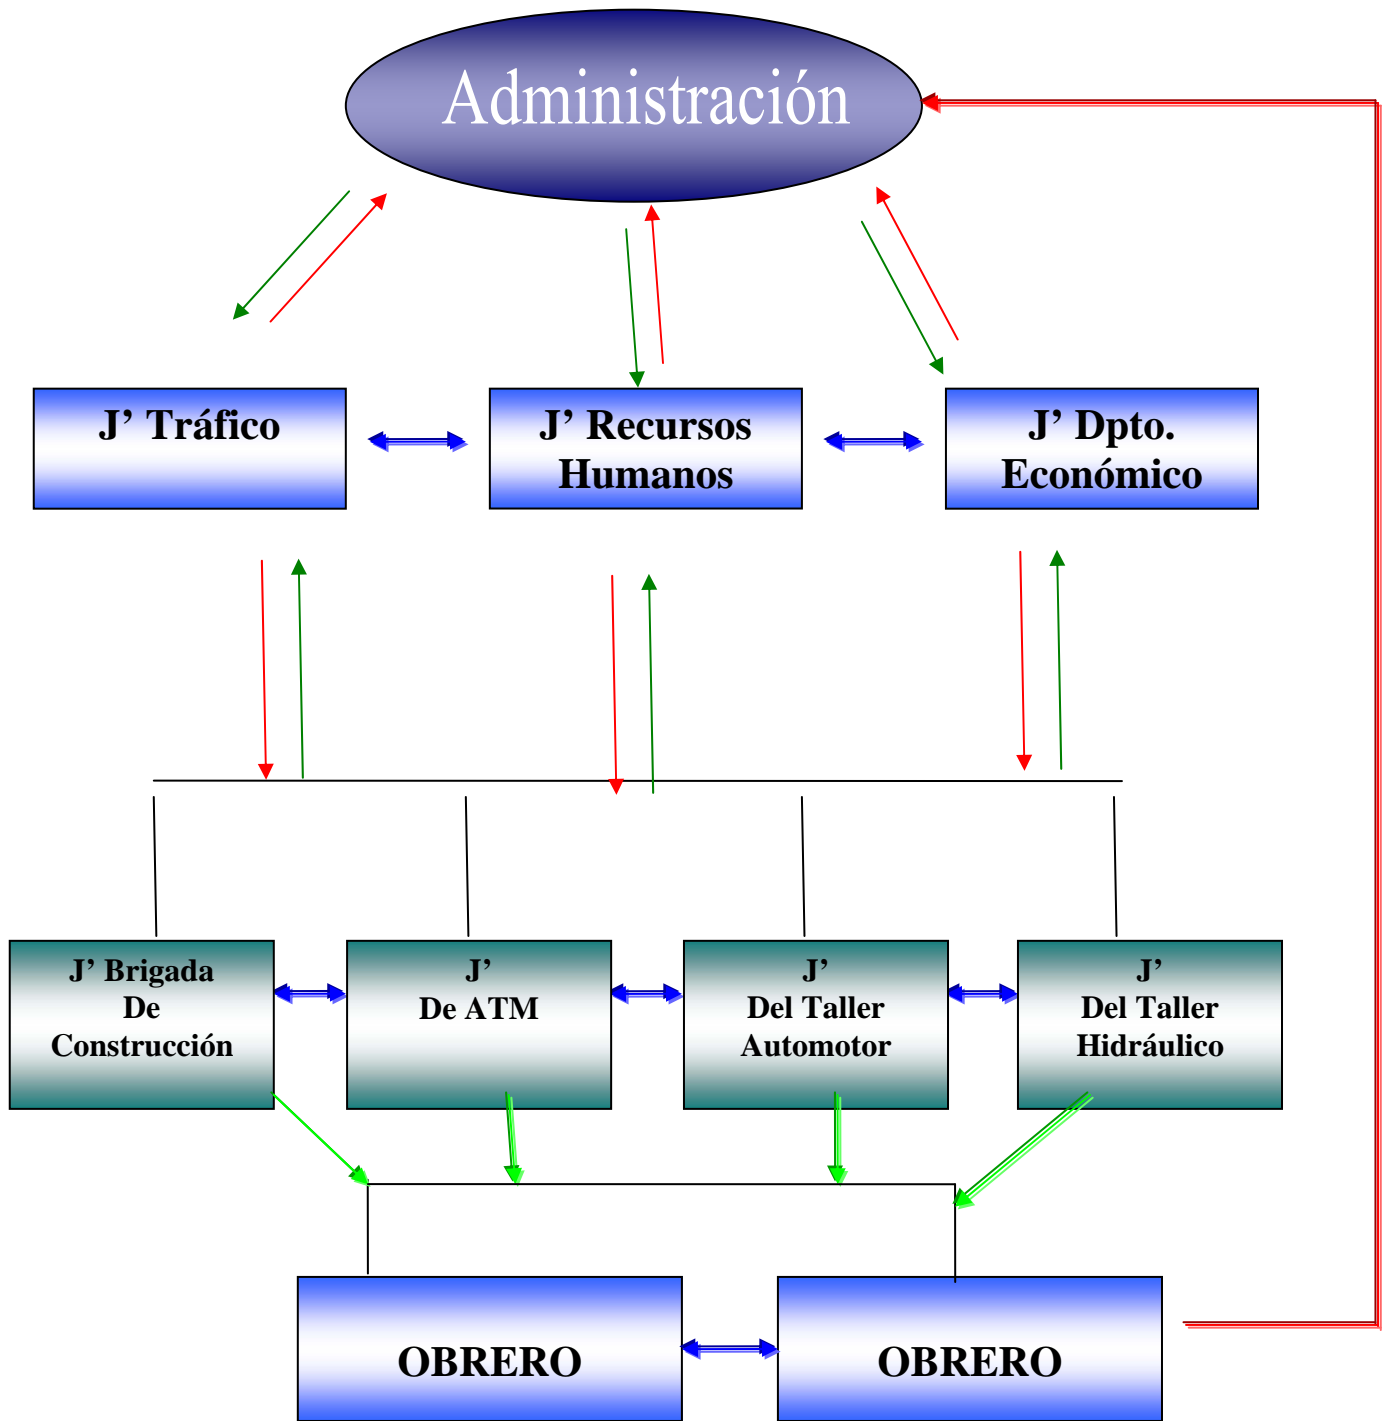 Administración
J’ Tráfico
J’ Recursos
Humanos
J’ Dpto.
Económico
J’ Brigada
De
Construcción
J’
De ATM
J’
Del Taller
Automotor
J’
Del Taller
Hidráulico
OBRERO
OBRERO